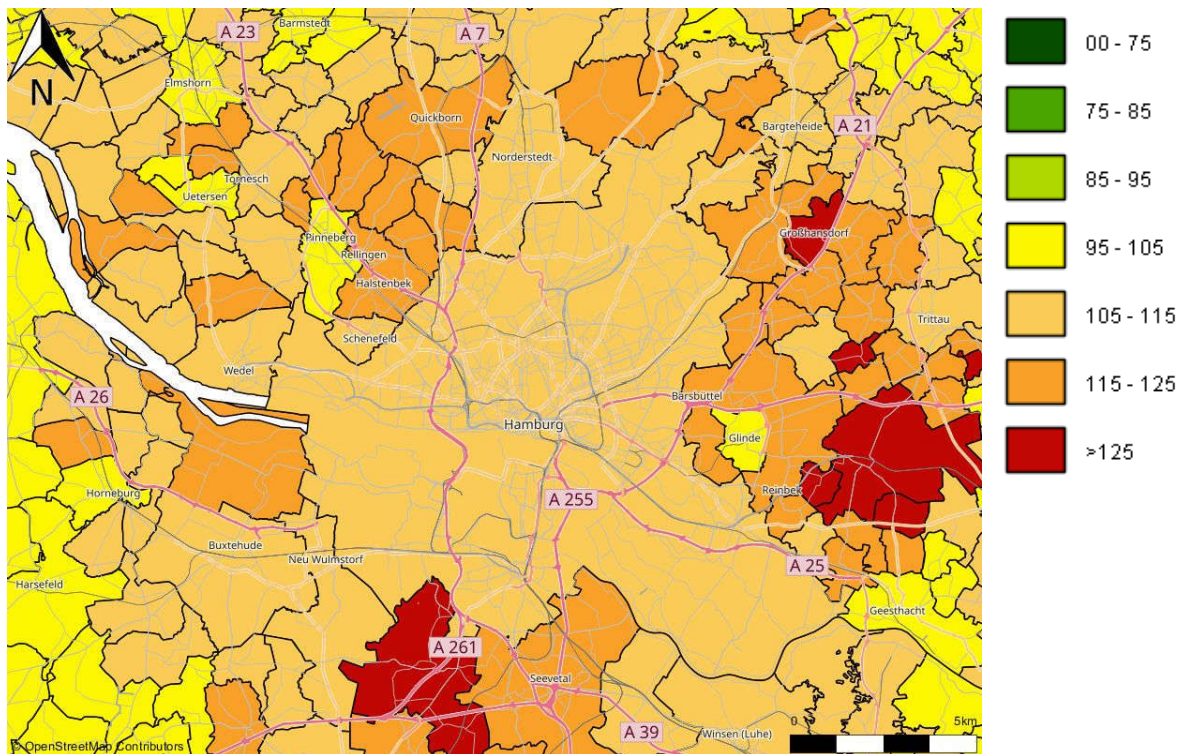 A 23
Barmstedt
A 7
N
Elmshorn
Quickborn
Bargteheide
A 21
Norderstedt
Tornesch
Uetersen
Pinneberg
Großhansdorf
Rellingen
Halstenbek
Trittau
Schenefeld
Wedel
A 26
Barsbüttel
Hamburg
Glinde
Horneburg
Reinbek
A 255
Buxtehude
Neu Wulmstorf
A 25
Harsefeld
Geesthacht
A 261
Seevetal
A 39
Winsen (Luhe)
0
5km
© OpenStreetMap Contributors
00 - 75
75 - 85
85 - 95
95 - 105
105 - 115
115 - 125
>125